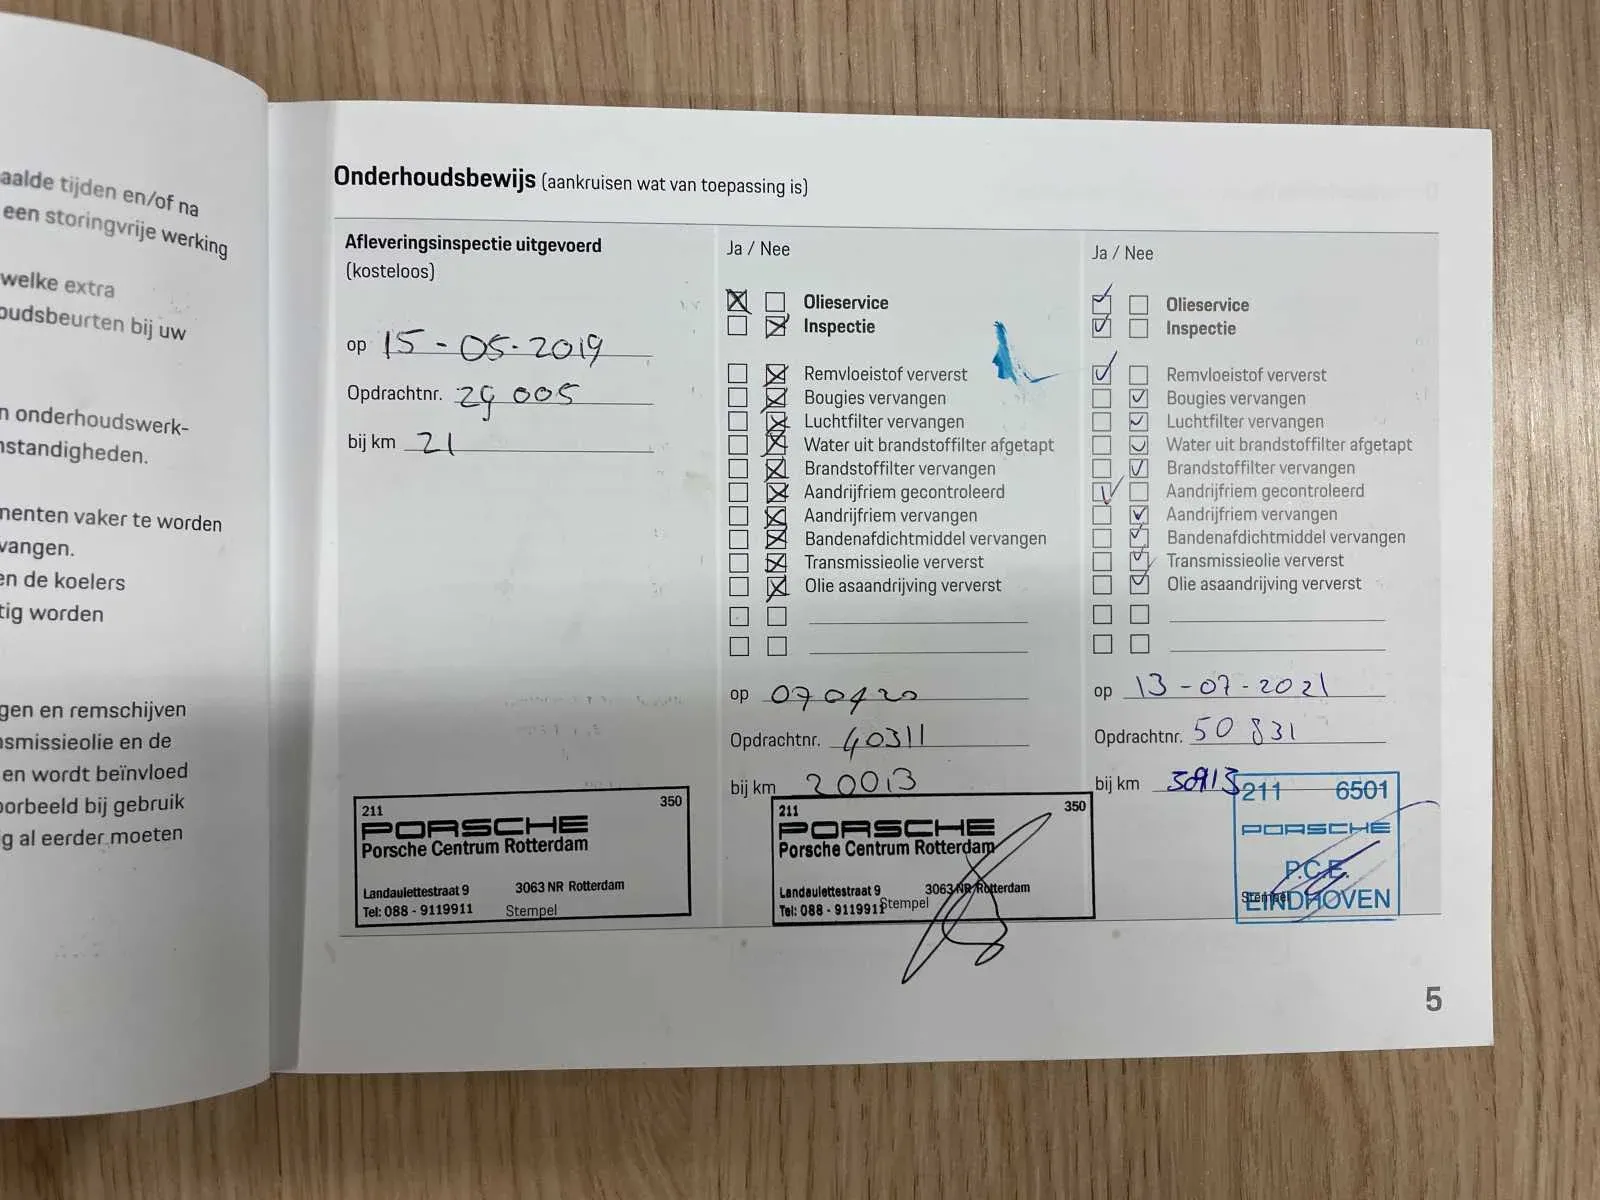 aalde tijden en/of na
een storingvrije werking
welke extra
oudsbeurten bij uw
n onderhoudswerk-
nstandigheden.
nenten vaker te worden
vangen.
en de koelers
tig worden
gen en remschijven
nsmissieolie en de
en wordt beïnvloed
oorbeeld bij gebruik
g al eerder moeten
Onderhoudsbewijs (aankruisen wat van toepassing is)
Afleveringsinspectie uitgevoerd
(kosteloos)
op 15-05-2019
Opdrachtnr. 29 005
bij km 21
211 350
PORSCHE
Porsche Centrum Rotterdam
Landaulettestraat 9 3063 NR Rotterdam
Tel: 088 - 9119911 Stempel
Ja / Nee
Olieservice
Inspectie
Remvloeistof ververst
Bougies vervangen
Luchtfilter vervangen
Water uit brandstoffilter afgetapt
Brandstoffilter vervangen
Aandrijfriem gecontroleerd
Aandrijfriem vervangen
Bandenafdichtmiddel vervangen
Transmissieolie ververst
Olie asaandrijving ververst
op 070420
Opdrachtnr. 40311
bij km 20013
211 350
PORSCHE
Porsche Centrum Rotterdam
Landaulettestraat 9 3063 NR Rotterdam
Tel: 088 - 9119911 Stempel
Ja / Nee
Olieservice
Inspectie
Remvloeistof ververst
Bougies vervangen
Luchtfilter vervangen
Water uit brandstoffilter afgetapt
Brandstoffilter vervangen
Aandrijfriem gecontroleerd
Aandrijfriem vervangen
Bandenafdichtmiddel vervangen
Transmissieolie ververst
Olie asaandrijving ververst
op 13-07-2021
Opdrachtnr. 50831
bij km 30913
211 6501
PORSCHE
P.C.E.
Stempel
EINDHOVEN
5